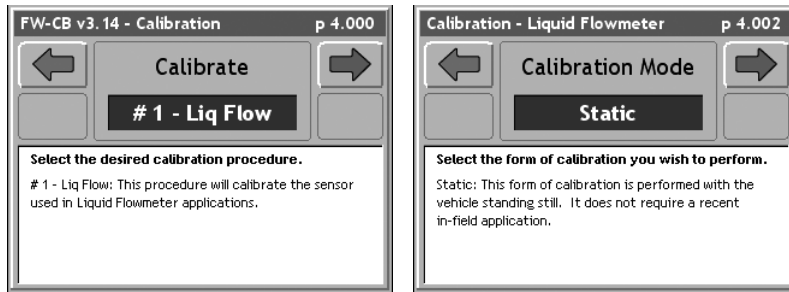 FW-CB v3.14 - Calibration p 4.000
Calibrate
# 1 - Liq Flow
Select the desired calibration procedure.
# 1 - Liq Flow: This procedure will calibrate the sensor
used in Liquid Flowmeter applications.
Calibration - Liquid Flowmeter p 4.002
Calibration Mode
Static
Select the form of calibration you wish to perform.
Static: This form of calibration is performed with the
vehicle standing still. It does not require a recent
in-field application.